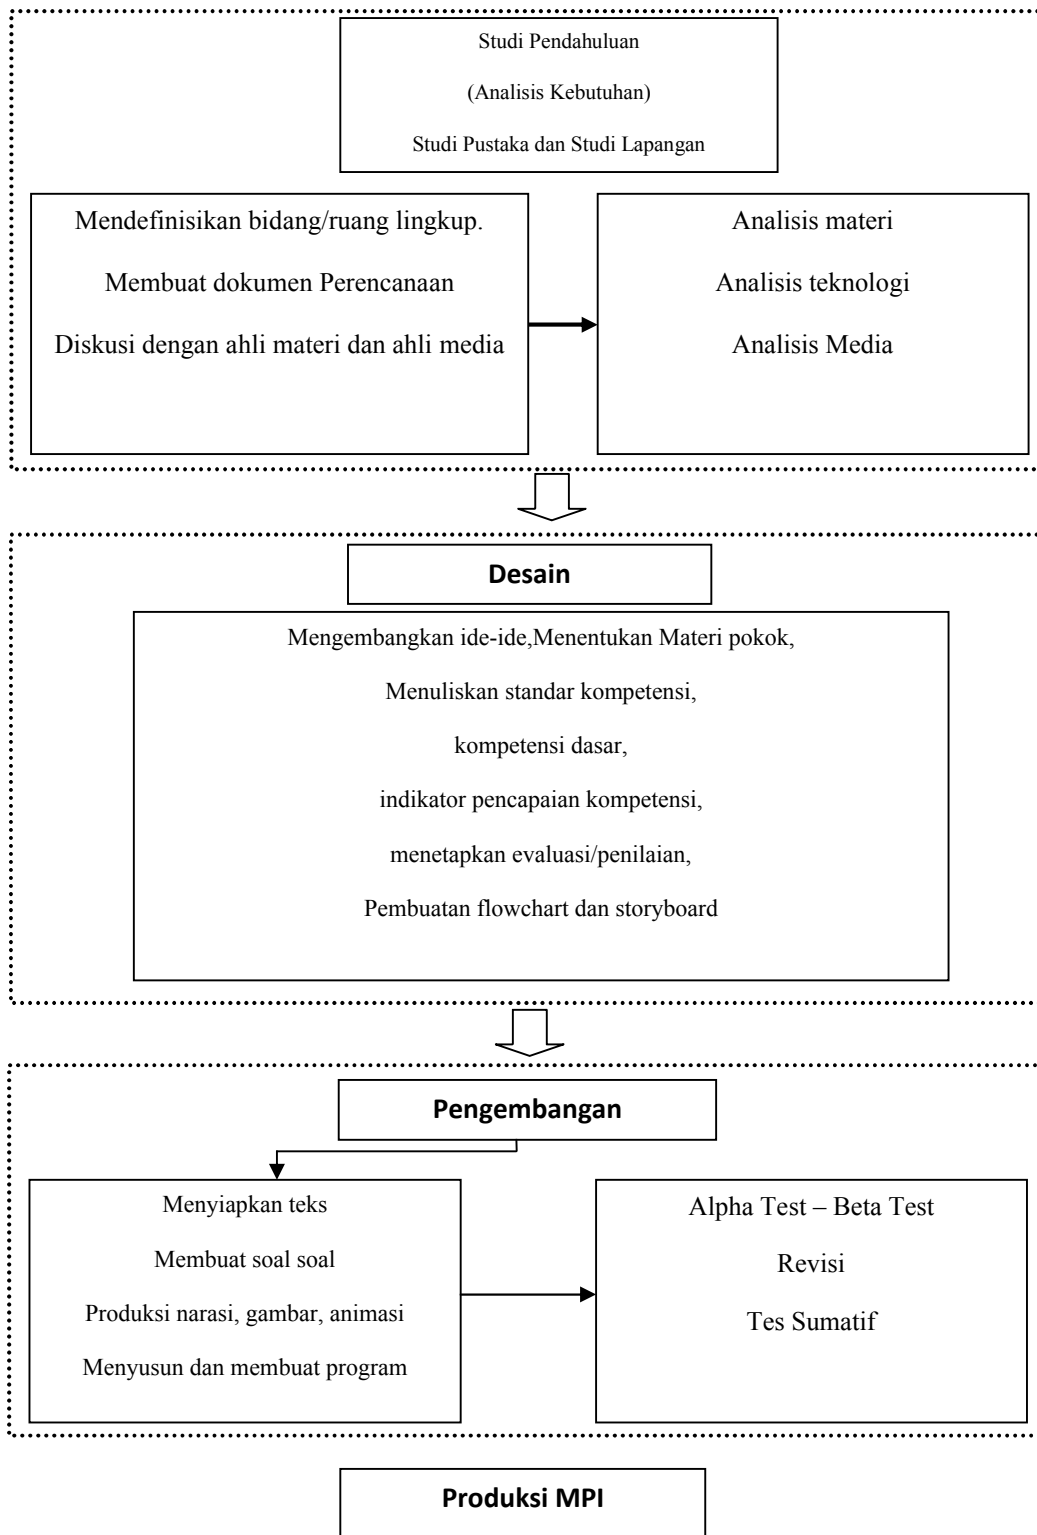 Studi Pendahuluan
(Analisis Kebutuhan)
Studi Pustaka dan Studi Lapangan
Mendefinisikan bidang/ruang lingkup.
Membuat dokumen Perencanaan
Diskusi dengan ahli materi dan ahli media
Analisis materi
Analisis teknologi
Analisis Media
Desain
Mengembangkan ide-ide,Menentukan Materi pokok,
Menuliskan standar kompetensi,
kompetensi dasar,
indikator pencapaian kompetensi,
menetapkan evaluasi/penilaian,
Pembuatan flowchart dan storyboard
Pengembangan
Menyiapkan teks
Membuat soal soal
Produksi narasi, gambar, animasi
Menyusun dan membuat program
Alpha Test – Beta Test
Revisi
Tes Sumatif
Produksi MPI